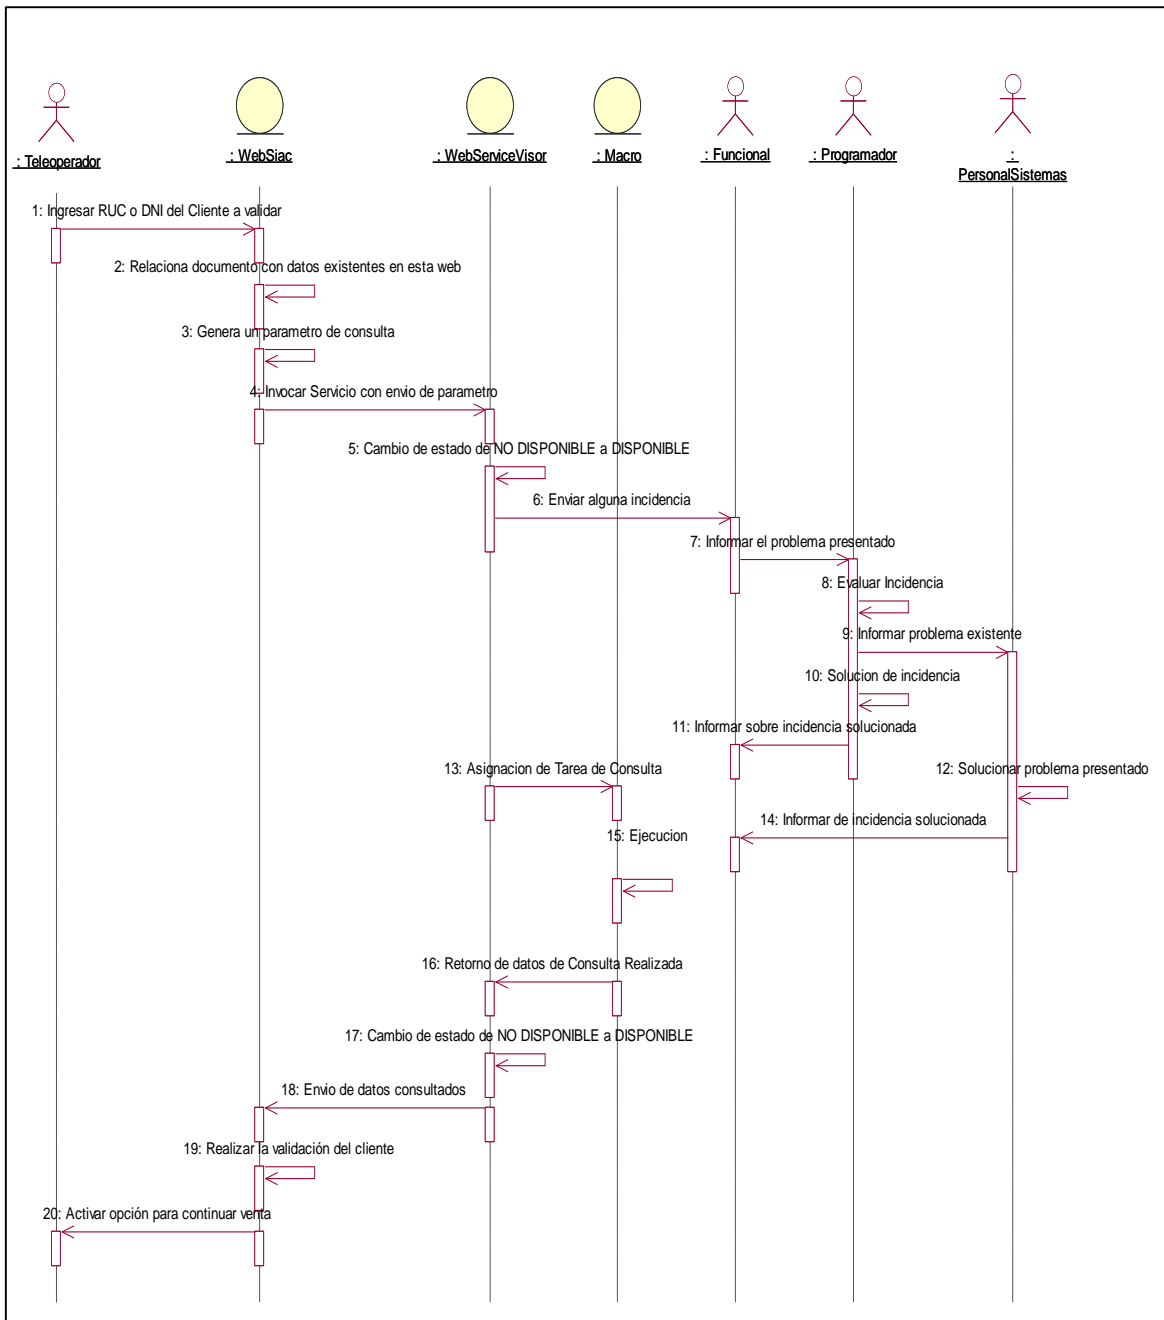 : Teleoperador
: WebSiac
: WebServiceVisor
: Macro
: Funcional
: Programador
:
PersonalSistemas
1: Ingresar RUC o DNI del Cliente a validar
2: Relaciona documento con datos existentes en esta web
3: Genera un parametro de consulta
4: Invocar Servicio con envio de parametro
5: Cambio de estado de NO DISPONIBLE a DISPONIBLE
6: Enviar alguna incidencia
7: Informar el problema presentado
8: Evaluar Incidencia
9: Informar problema existente
10: Solucion de incidencia
11: Informar sobre incidencia solucionada
13: Asignacion de Tarea de Consulta
12: Solucionar problema presentado
14: Informar de incidencia solucionada
15: Ejecucion
16: Retorno de datos de Consulta Realizada
17: Cambio de estado de NO DISPONIBLE a DISPONIBLE
18: Envio de datos consultados
19: Realizar la validación del cliente
20: Activar opción para continuar venta